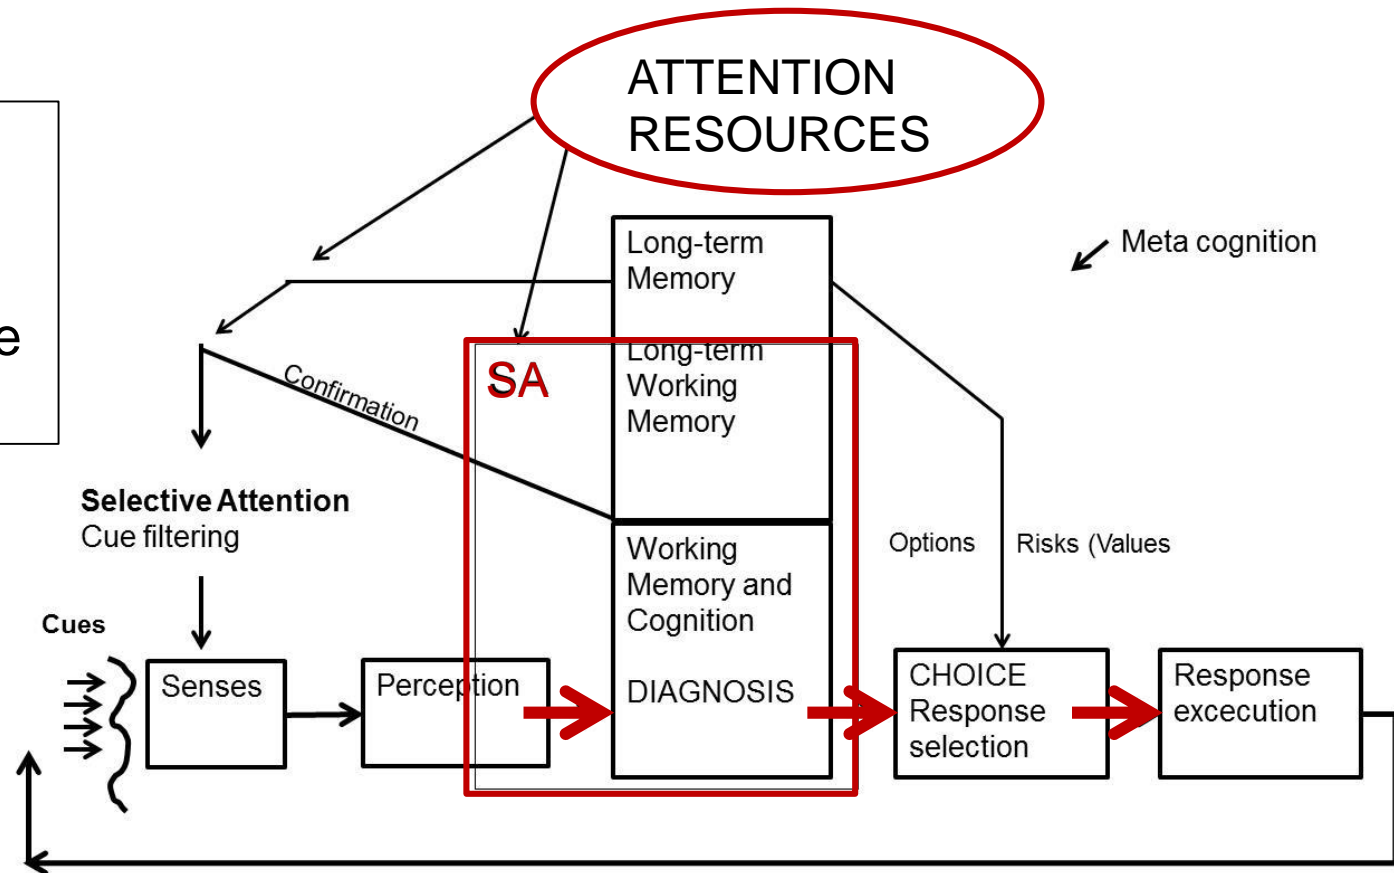 ATTENTION
RESOURCES
e
Long-term
Memory
Meta cognition
Long-term
Working
Memory
SA
Confirmation
Selective Attention
Cue filtering
Working
Memory and
Cognition
DIAGNOSIS
Options
Risks (Values
Cues
Senses
Perception
CHOICE
Response
selection
Response
excecution